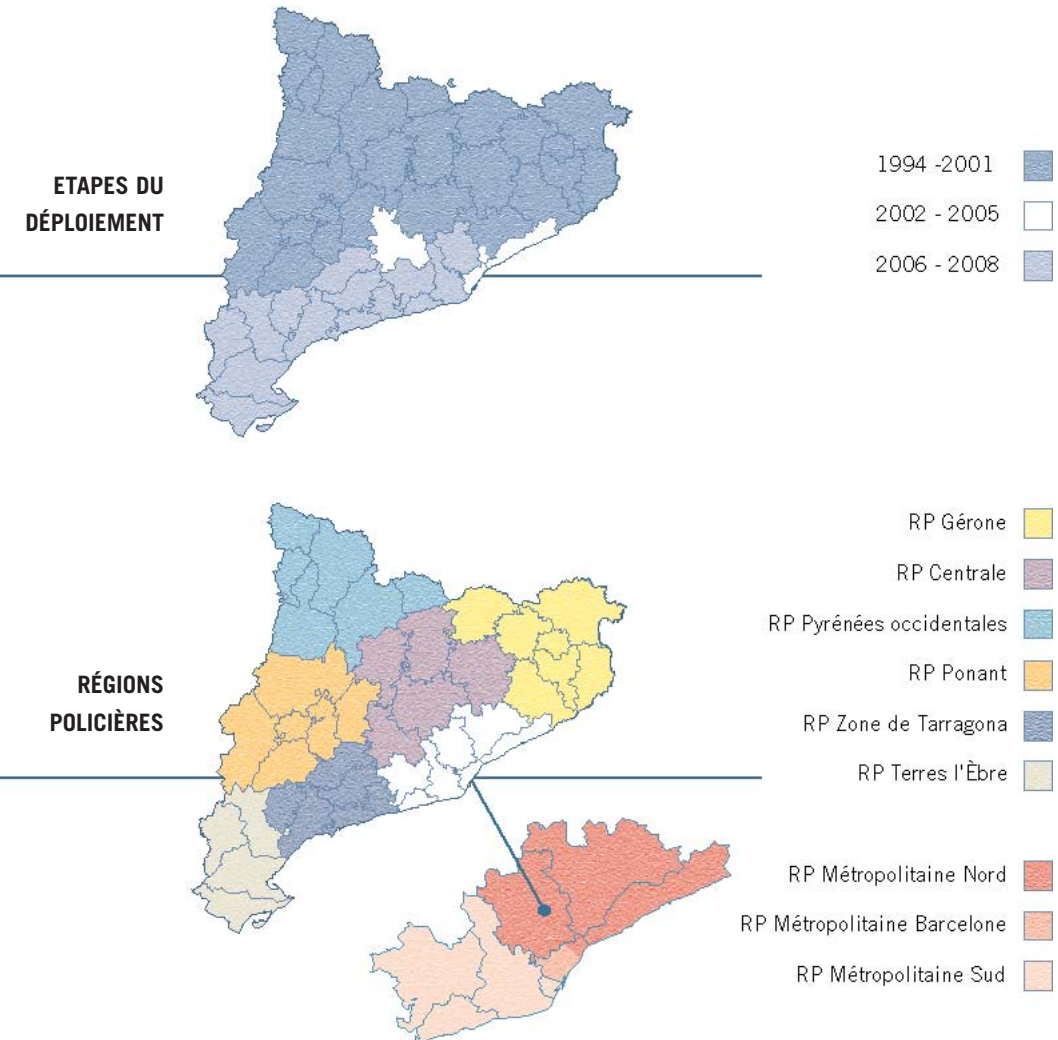 ETAPES DU
DÉPLOIEMENT
1994 -2001
2002 - 2005
2006 - 2008
RÉGIONS
POLICIÈRES
RP Gérone
RP Centrale
RP Pyrénées occidentales
RP Ponant
RP Zone de Tarragona
RP Terres l'Èbre
RP Métropolitaine Nord
RP Métropolitaine Barcelone
RP Métropolitaine Sud